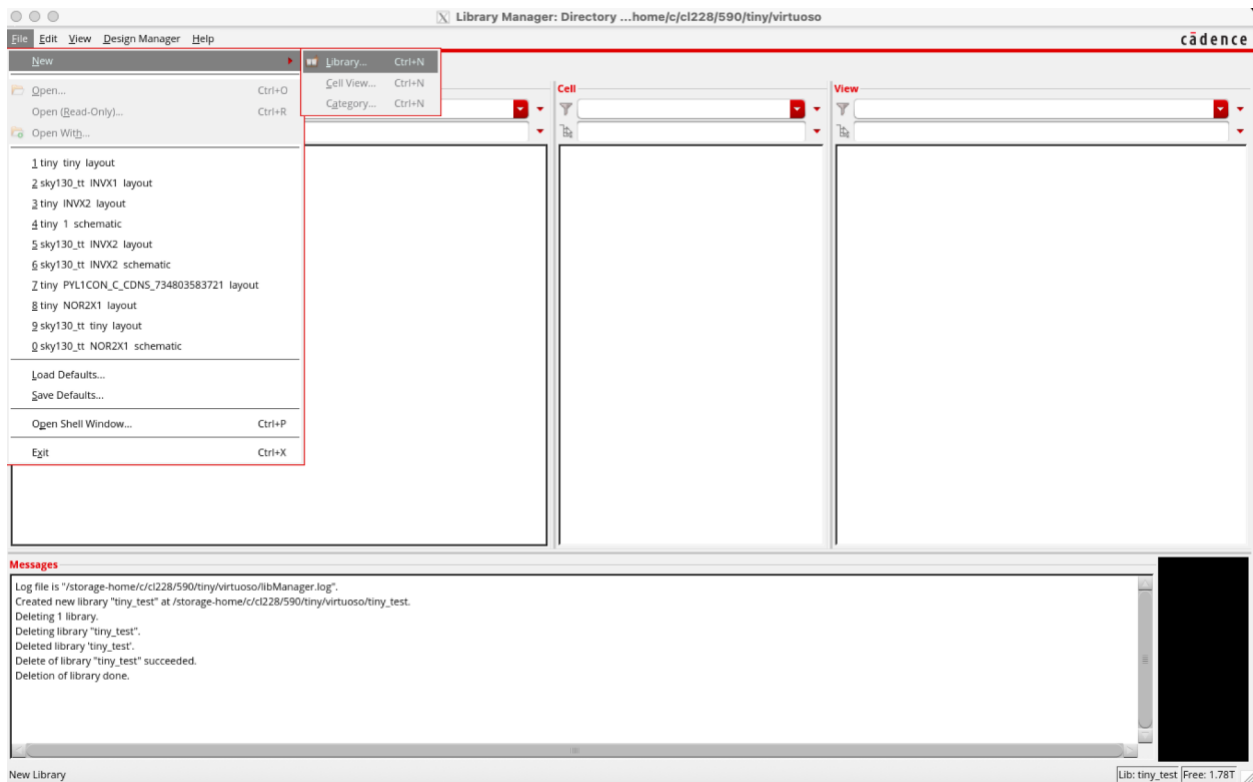 Library Manager: Directory ...home/c/cl228/590/tiny/virtuoso
File Edit View Design Manager Help
cādence
New
Library... Ctrl+N
Cell View... Ctrl+N
Category... Ctrl+N
Open... Ctrl+O
Open (Read-Only)... Ctrl+R
Open With...
1 tiny tiny layout
2 sky130_tt INVX1 layout
3 tiny INVX2 layout
4 tiny 1 schematic
5 sky130_tt INVX2 layout
6 sky130_tt INVX2 schematic
7 tiny PYL1CON_C_CDNS_734803583721 layout
8 tiny NOR2X1 layout
9 sky130_tt tiny layout
0 sky130_tt NOR2X1 schematic
Load Defaults...
Save Defaults...
Open Shell Window... Ctrl+P
Exit Ctrl+X
Cell
View
Messages
Log file is "/storage-home/c/cl228/590/tiny/virtuoso/libManager.log".
Created new library "tiny_test" at /storage-home/c/cl228/590/tiny/virtuoso/tiny_test.
Deleting 1 library.
Deleting library "tiny_test".
Deleted library 'tiny_test'.
Delete of library "tiny_test" succeeded.
Deletion of library done.
New Library
Lib: tiny_test Free: 1.78T